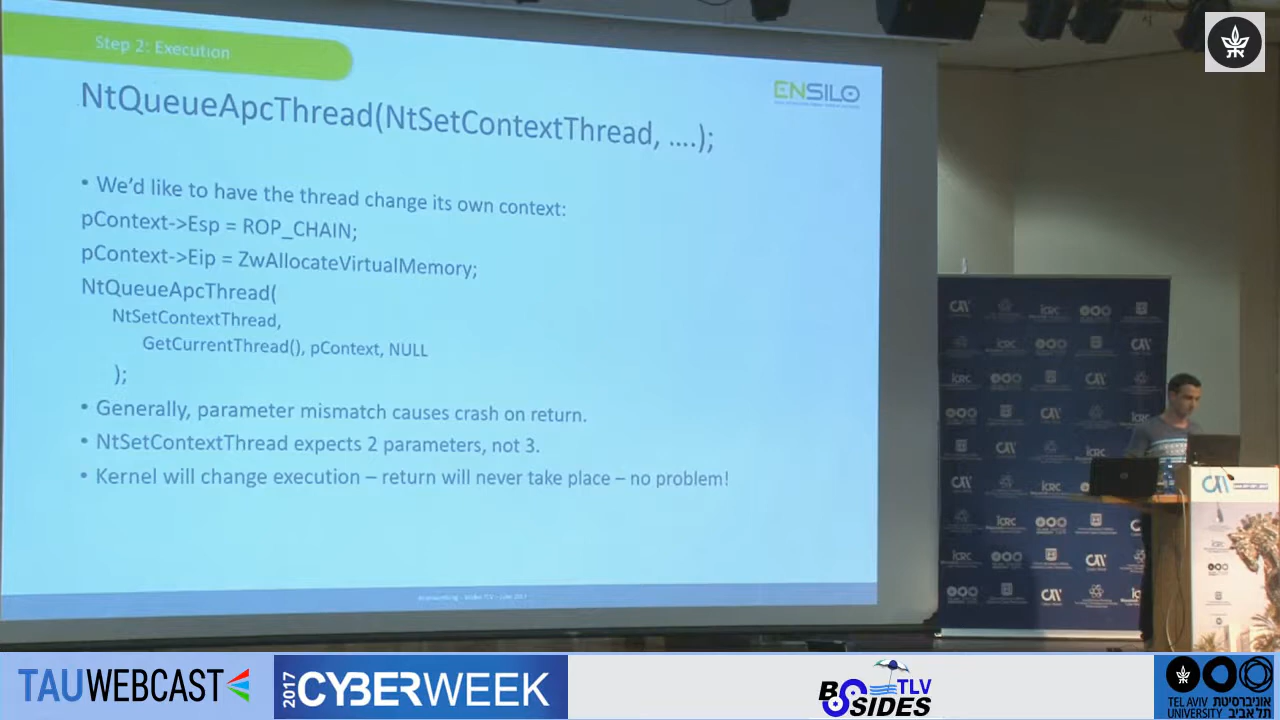 Step 2: Execution
ENSILO
NtQueueApcThread(NtSetContextThread, ....);
• We'd like to have the thread change its own context:
pContext->Esp = ROP_CHAIN;
pContext->Eip = ZwAllocateVirtualMemory;
NtQueueApcThread(
NtSetContextThread,
GetCurrentThread(), pContext, NULL
);
• Generally, parameter mismatch causes crash on return.
• NtSetContextThread expects 2 parameters, not 3.
• Kernel will change execution – return will never take place – no problem!
TAUWEBCAST
2017 CYBERWEEK
BSIDES TLV
TEL AVIV אוניברסיטת
UNIVERSITY תל אביב